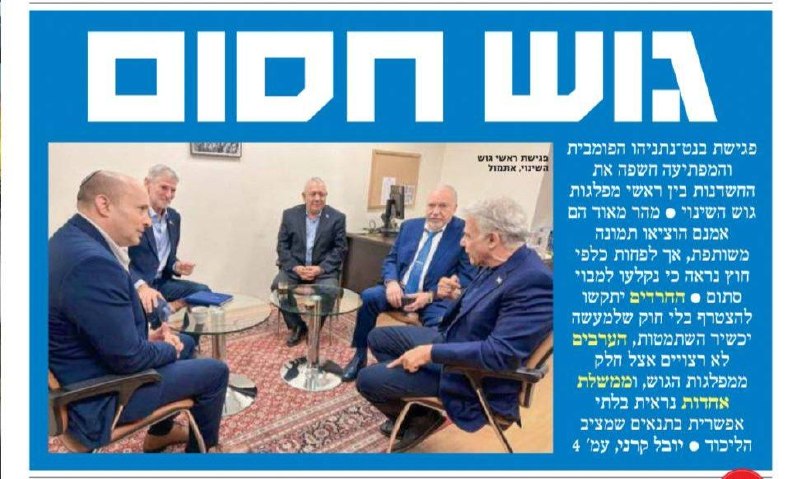 גוש חסום
פגישת ראשי גוש
השינוי, אתמול
פגישת בנט־נתניהו הפומבית
והמפתיעה חשפה את
החשדנות בין ראשי מפלגות
גוש השינוי • מהר מאוד הם
אמנם הוציאו תמונה
משותפת, אך לפחות כלפי
חוץ נראה כי נקלעו למבוי
סתום • החרדים יתקשו
להצטרף בלי חוק שלמעשה
יכשיר השתמטות, הערבים
לא רצויים אצל חלק
ממפלגות הגוש, וממשלת
אחדות נראית בלתי
אפשרית בתנאים שמציב
הליכוד • יובל קרני, עמ' 4